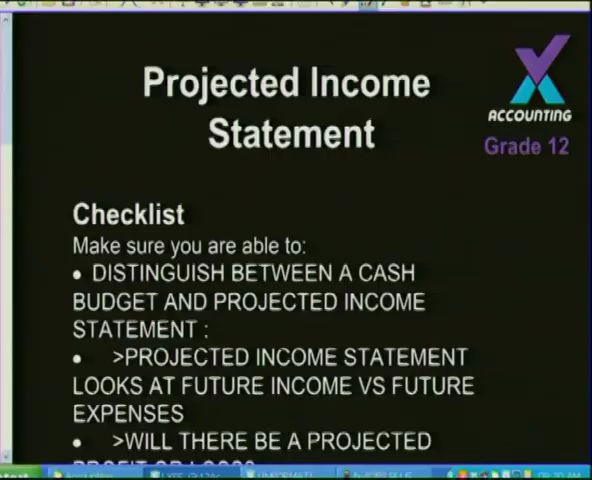 Projected Income
Statement
ACCOUNTING
Grade 12
Checklist
Make sure you are able to:
• DISTINGUISH BETWEEN A CASH
BUDGET AND PROJECTED INCOME
STATEMENT :
• >PROJECTED INCOME STATEMENT
LOOKS AT FUTURE INCOME VS FUTURE
EXPENSES
• >WILL THERE BE A PROJECTED